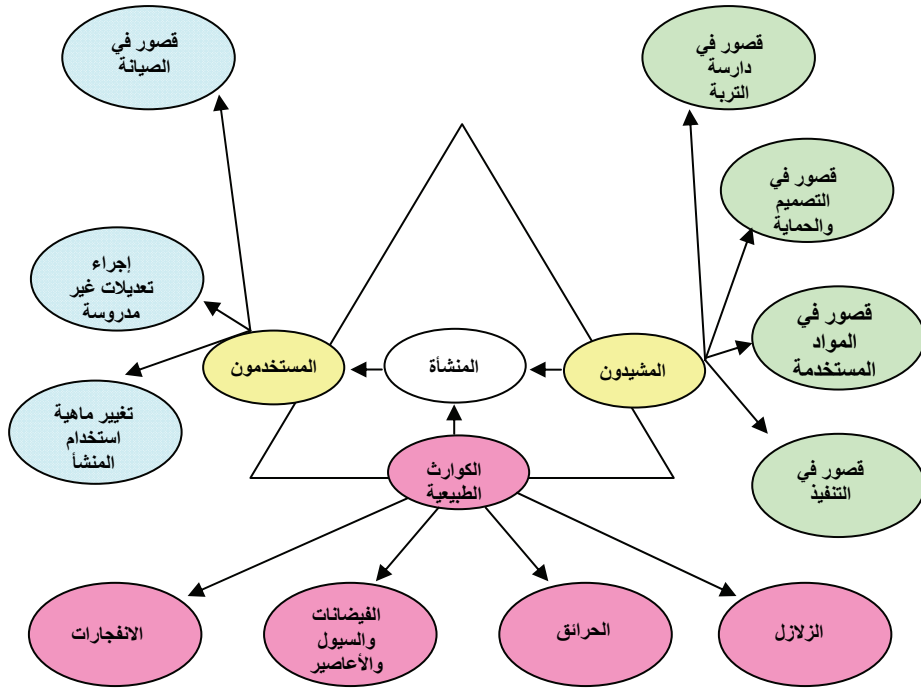 قصور في
دارسة
التربة
قصور في
الصيانة
قصور في
التصميم
والحماية
إجراء
تعديلات غير
مدروسة
قصور في
المواد
المستخدمة
المشيدون
المنشأة
المستخدمون
تغيير ماهية
استخدام
المنشأ
قصور في
التنفيذ
الكوارث
الطبيعية
الزلازل
الحرائق
الفيضانات
والسيول
والأعاصير
الانفجارات